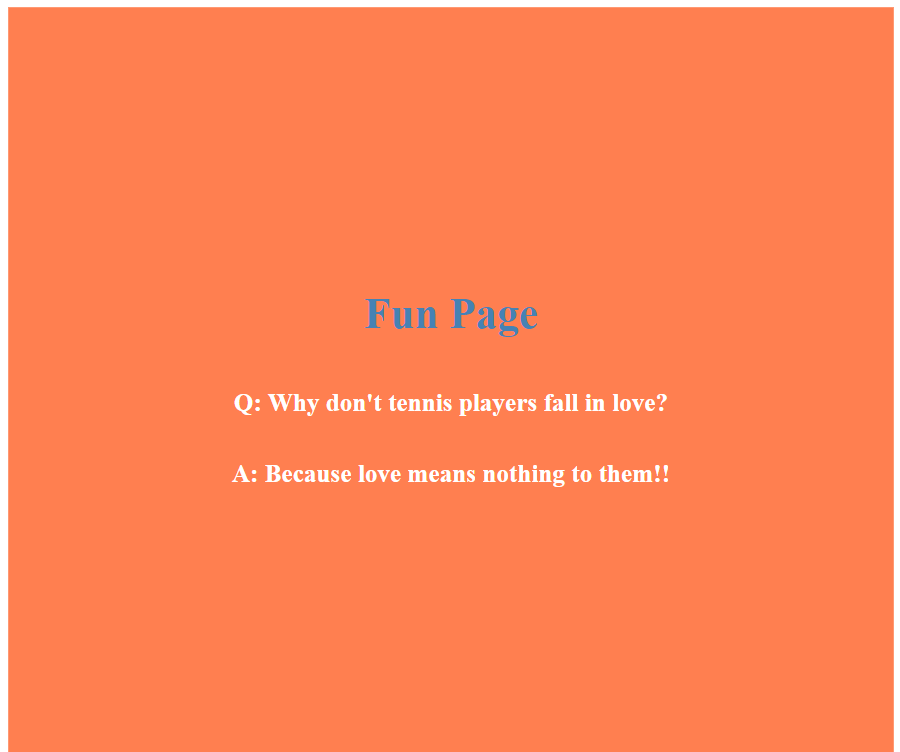 Fun Page
Q: Why don't tennis players fall in love?
A: Because love means nothing to them!!